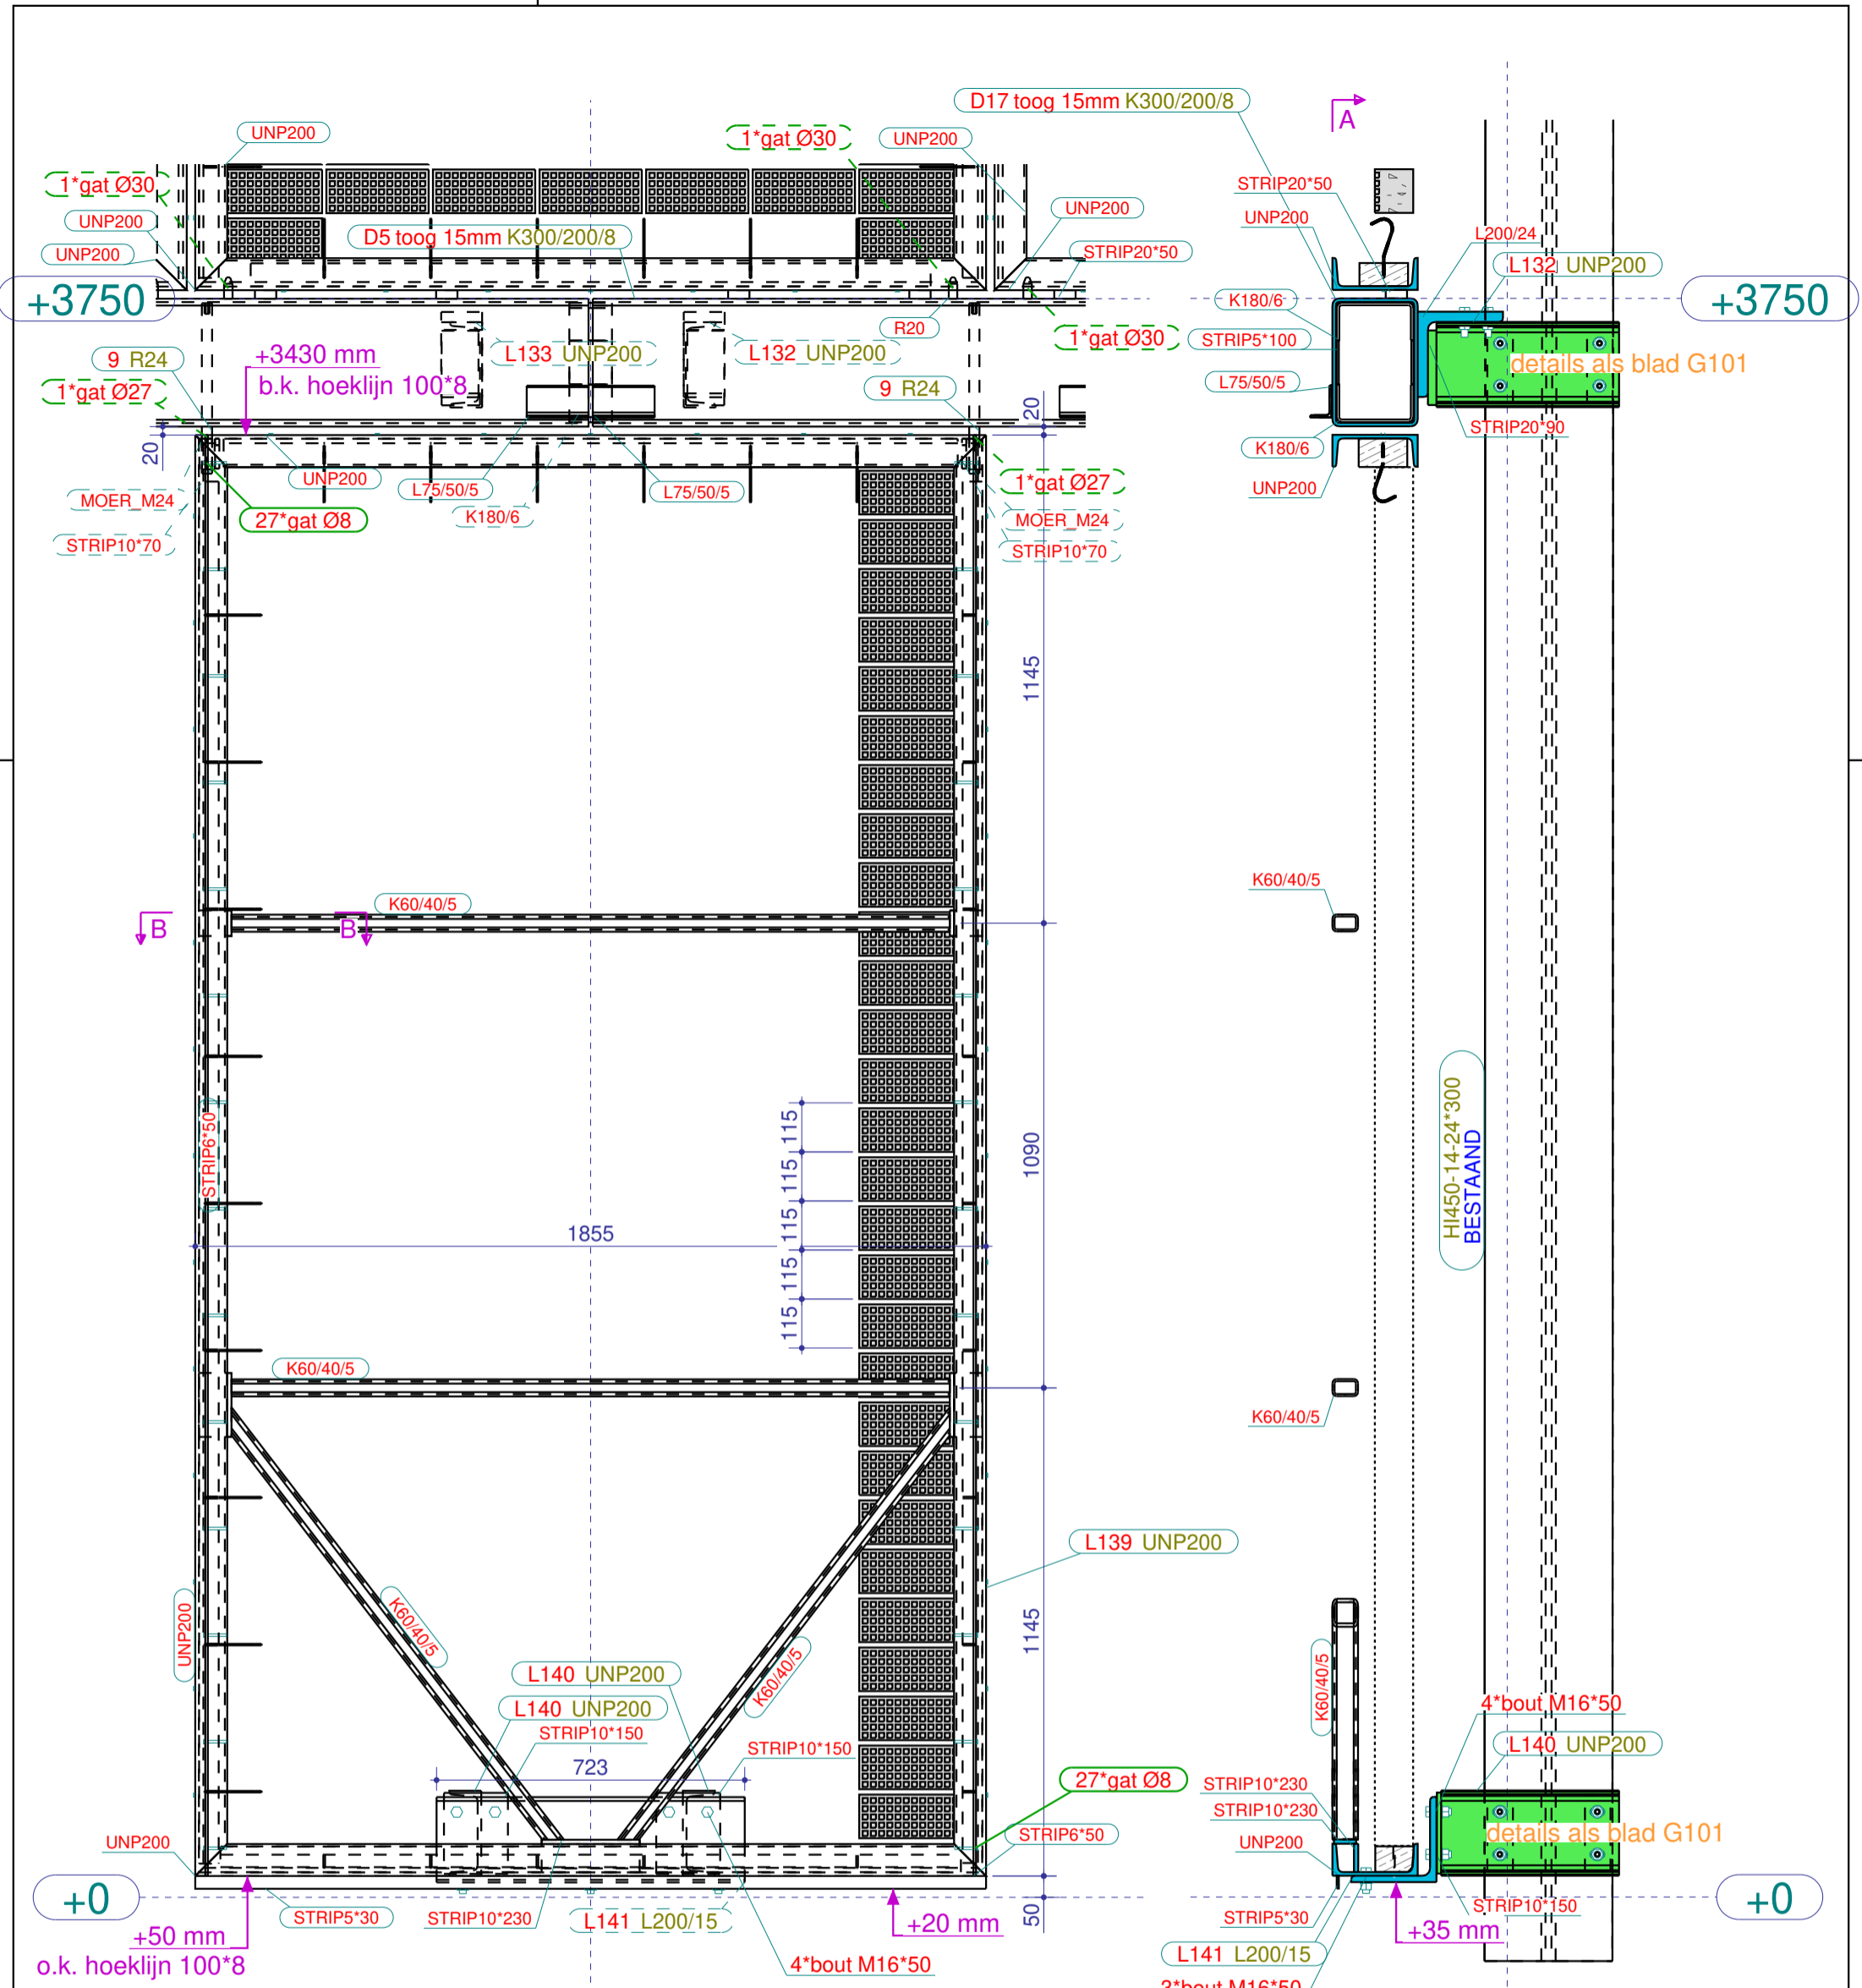 D17 toog 15mm K300/200/8
A
UNP200
1*gat Ø30
UNP200
1*gat Ø30
UNP200
UNP200
STRIP20*50
UNP200
UNP200
D5 toog 15mm K300/200/8
STRIP20*50
L200/24
L132 UNP200
+3750
K180/6
+3750
R20
1*gat Ø30
STRIP5*100
9 R24
+3430 mm
L133 UNP200
L132 UNP200
details als blad G101
1*gat Ø27
b.k. hoeklijn 100*8
9 R24
L75/50/5
20
20
STRIP20*90
K180/6
UNP200
L75/50/5
L75/50/5
1*gat Ø27
UNP200
MOER_M24
27*gat Ø8
K180/6
MOER_M24
STRIP10*70
STRIP10*70
1145
K60/40/5
K60/40/5
B
B
115
115
115
115
115
1090
HI450-14-24*300
BESTAAND
STRIP6*50
1855
K60/40/5
K60/40/5
L139 UNP200
UNP200
K60/40/5
K60/40/5
1145
K60/40/5
L140 UNP200
L140 UNP200
STRIP10*150
STRIP10*150
723
4*bout M16*50
L140 UNP200
27*gat Ø8
STRIP10*230
STRIP10*230
details als blad G101
UNP200
STRIP6*50
UNP200
+0
50
+0
STRIP5*30
STRIP10*230
L141 L200/15
+20 mm
STRIP5*30
STRIP10*150
+50 mm
+35 mm
o.k. hoeklijn 100*8
4*bout M16*50
L141 L200/15
3*bout M16*50